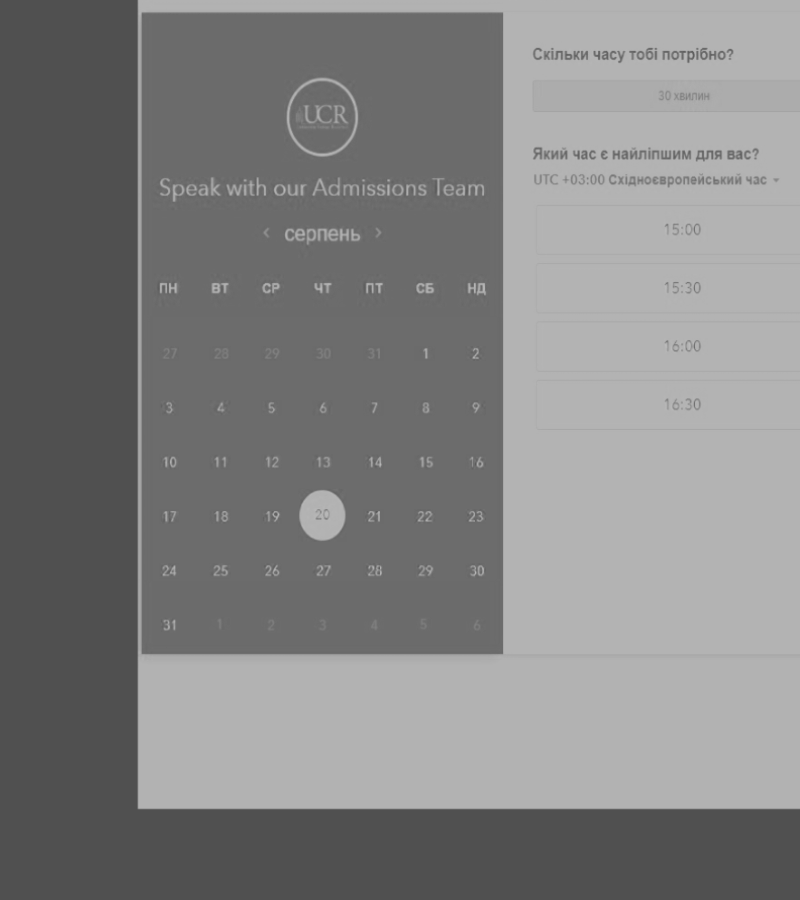 UCR
Speak with our Admissions Team
‹ серпень ›
ПН ВТ СР ЧТ ПТ СБ НД
27 28 29 30 31 1 2
3 4 5 6 7 8 9
10 11 12 13 14 15 16
17 18 19 20 21 22 23
24 25 26 27 28 29 30
31 1 2 3 4 5 6
Скільки часу тобі потрібно?
30 хвилин
Який час є найліпшим для вас?
UTC +03:00 Східноєвропейський час
15:00
15:30
16:00
16:30